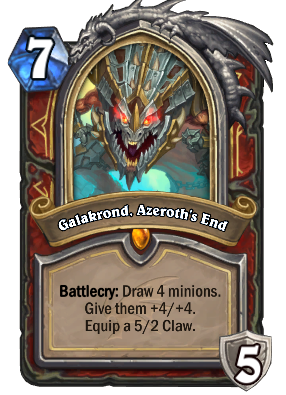 7
Galakrond, Azeroth's End
Battlecry: Draw 4 minions.
Give them +4/+4.
Equip a 5/2 Claw.
5